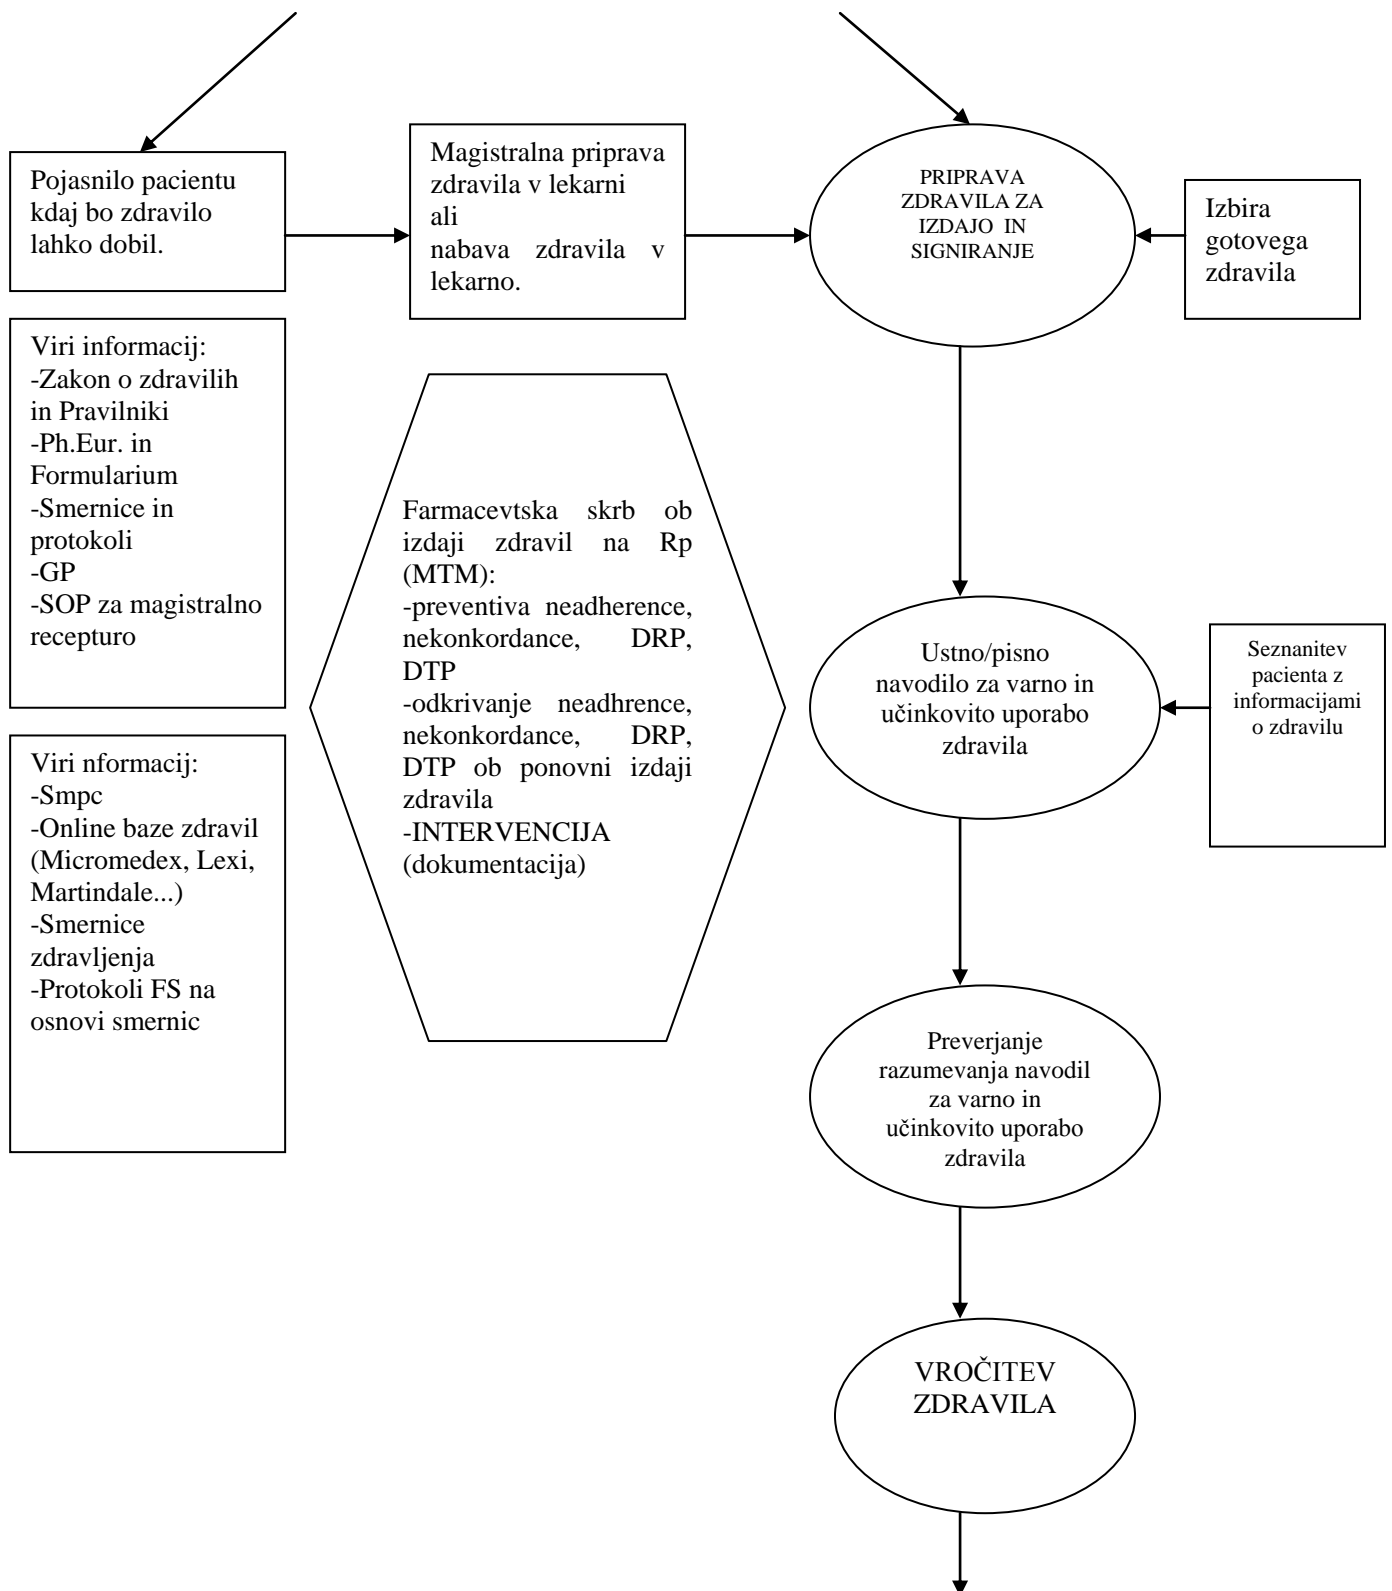 Pojasnilo pacientu
kdaj bo zdravilo
lahko dobil.
Magistralna priprava
zdravila v lekarni
ali
nabava zdravila v
lekarno.
PRIPRAVA
ZDRAVILA ZA
IZDAJO IN
SIGNIRANJE
Izbira
gotovega
zdravila
Viri informacij:
-Zakon o zdravilih
in Pravilniki
-Ph.Eur. in
Formularium
-Smernice in
protokoli
-GP
-SOP za magistralno
recepturo
Farmacevtska skrb ob
izdaji zdravil na Rp
(MTM):
-preventiva neadherence,
nekonkordance, DRP,
DTP
-odkrivanje neadhrence,
nekonkordance, DRP,
DTP ob ponovni izdaji
zdravila
-INTERVENCIJA
(dokumentacija)
Ustno/pisno
navodilo za varno in
učinkovito uporabo
zdravila
Seznanitev
pacienta z
informacijami
o zdravilu
Viri nformacij:
-Smpc
-Online baze zdravil
(Micromedex, Lexi,
Martindale...)
-Smernice
zdravljenja
-Protokoli FS na
osnovi smernic
Preverjanje
razumevanja navodil
za varno in
učinkovito uporabo
zdravila
VROČITEV
ZDRAVILA